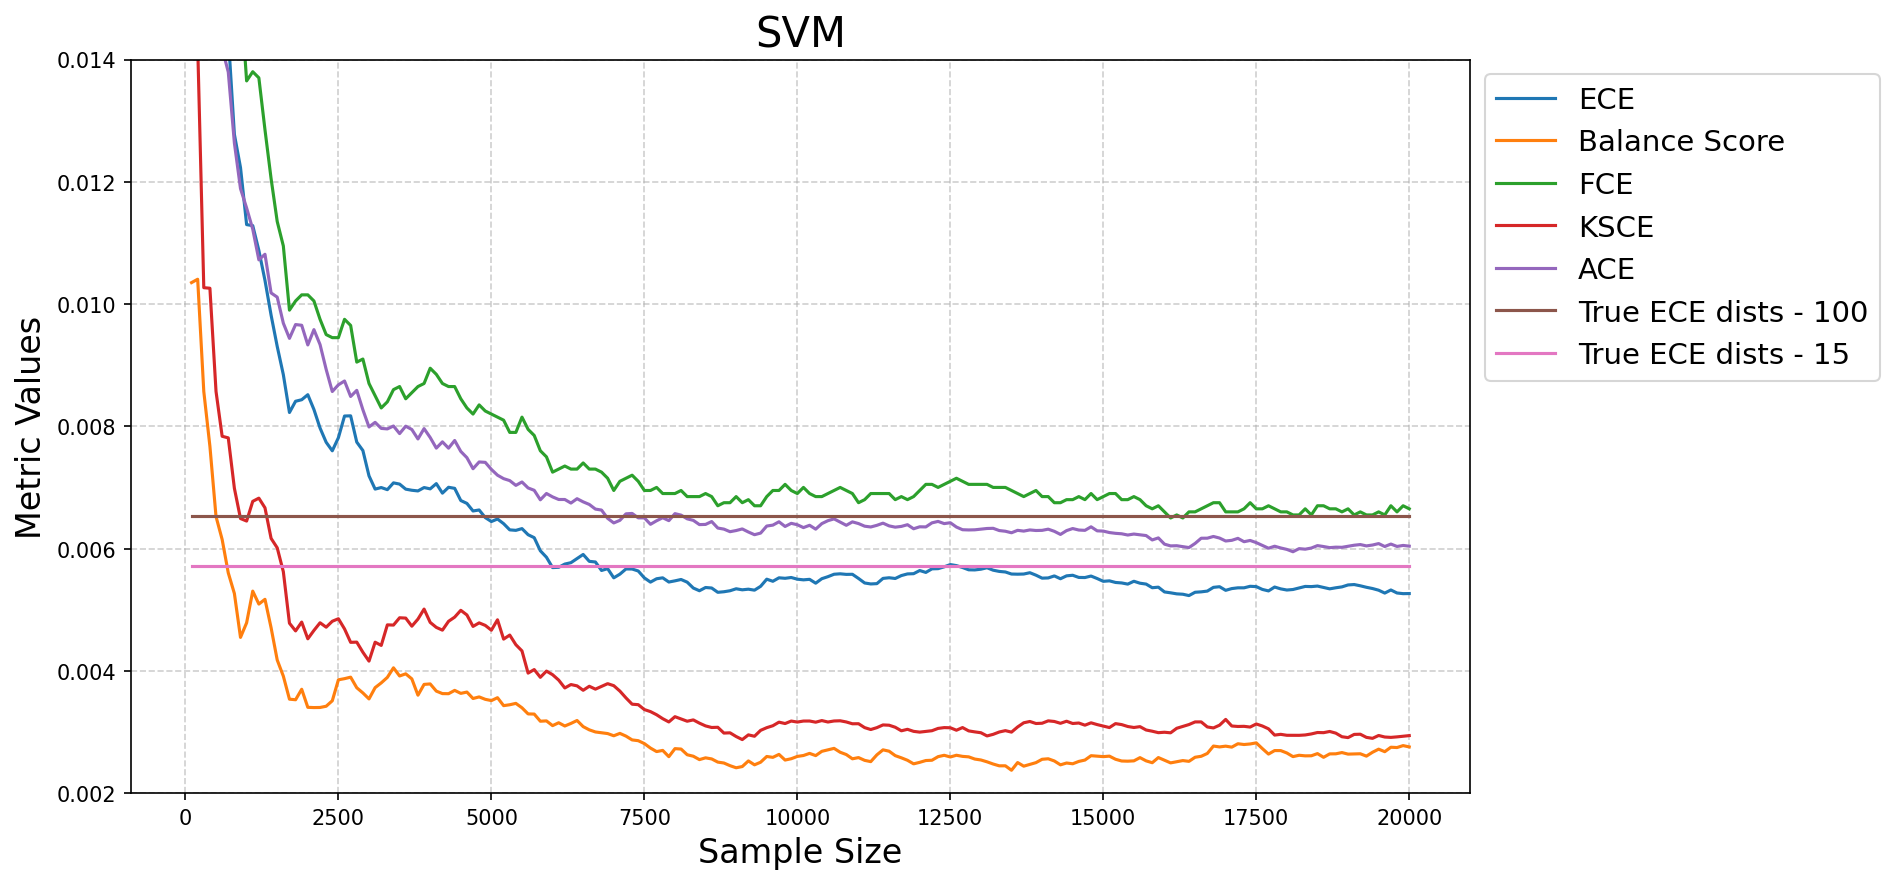 SVM
Metric Values
0.014
0.012
0.010
0.008
0.006
0.004
0.002
0
2500
5000
7500
10000
12500
15000
17500
20000
Sample Size
ECE
Balance Score
FCE
KSCE
ACE
True ECE dists - 100
True ECE dists - 15